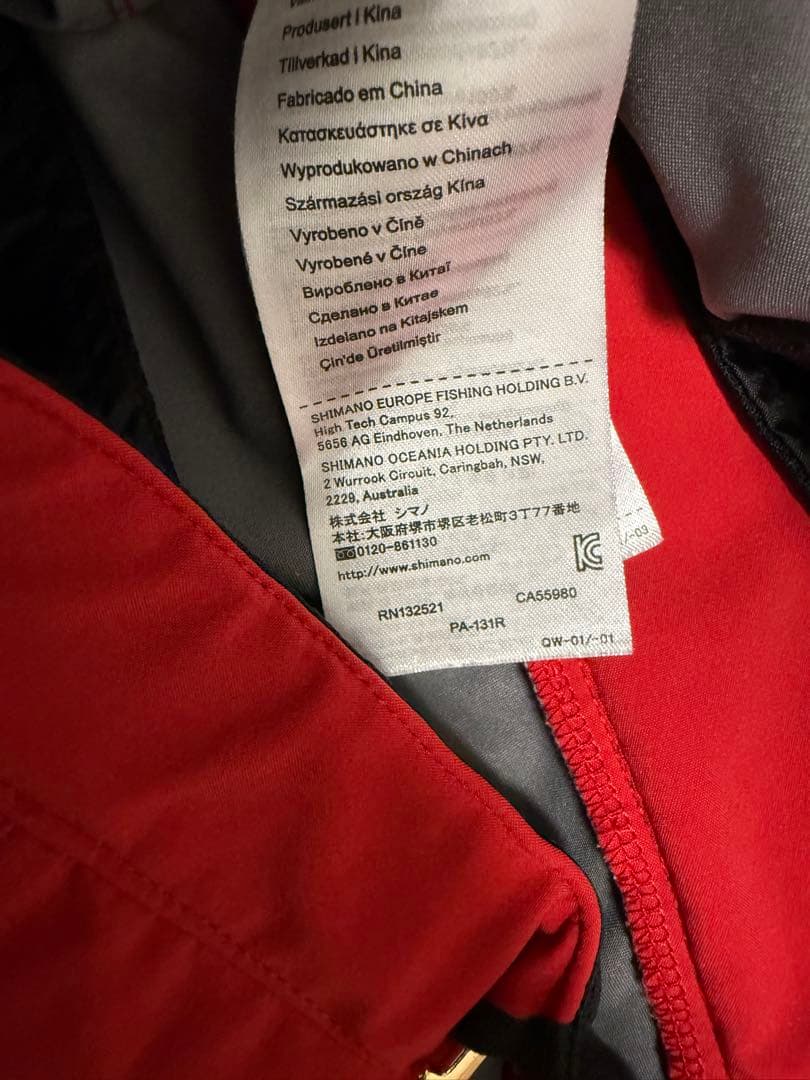 Produsert i Kina
Tillverkad i Kina
Fabricado em China
Κατασκευάστηκε σε Κίνα
Wyprodukowano w Chinach
Származási ország Kína
Vyrobeno v Číně
Vyrobené v Číne
Вироблено в Китаї
Сделано в Китае
Izdelano na Kitajskem
Çin'de Üretilmiştir
SHIMANO EUROPE FISHING HOLDING B.V.
High Tech Campus 92,
5656 AG Eindhoven, The Netherlands
SHIMANO OCEANIA HOLDING PTY. LTD.
2 Wurrook Circuit, Caringbah, NSW,
2229, Australia
株式会社 シマノ
本社:大阪府堺市堺区老松町3丁77番地
0120-861130
http://www.shimano.com
KC
RN132521 CA55980
PA-131R
QW-01/-01
/-03